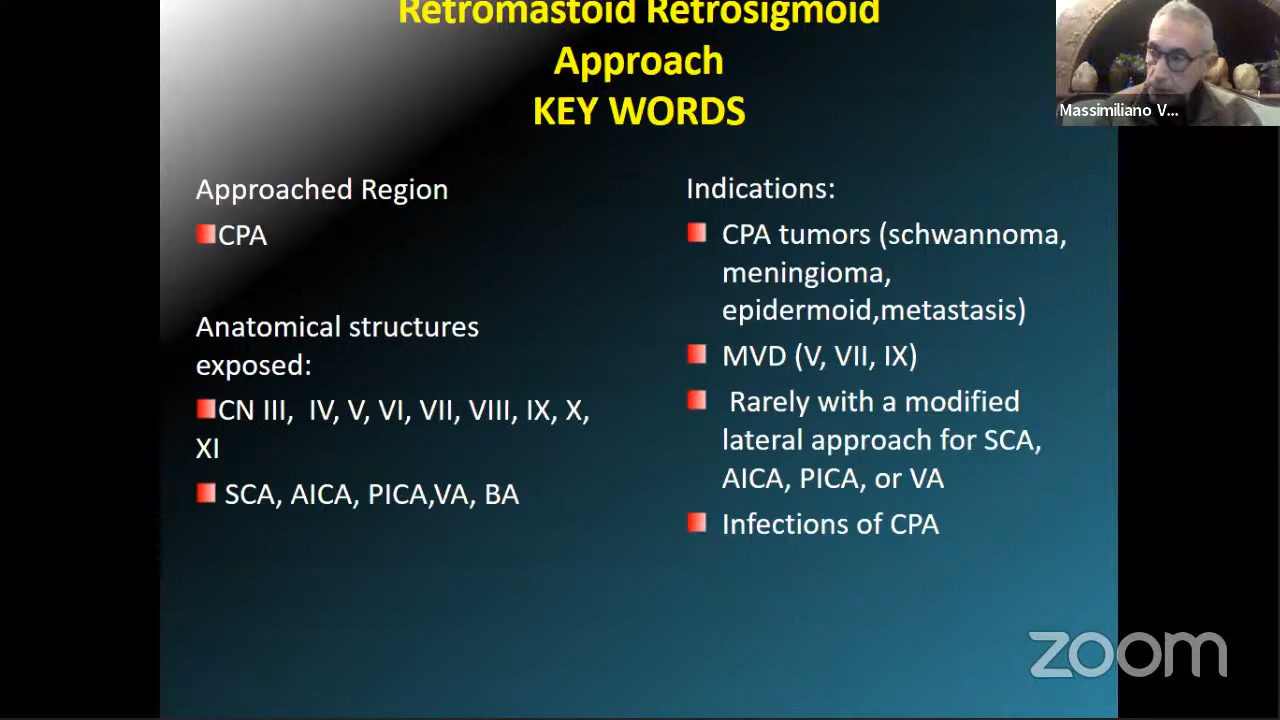 Retromastoid Retrosigmoid
Approach
KEY WORDS
Approached Region
CPA
Anatomical structures
exposed:
CN III, IV, V, VI, VII, VIII, IX, X,
XI
SCA, AICA, PICA,VA, BA
Indications:
CPA tumors (schwannoma,
meningioma,
epidermoid,metastasis)
MVD (V, VII, IX)
Rarely with a modified
lateral approach for SCA,
AICA, PICA, or VA
Infections of CPA
Massimiliano V...
zoom